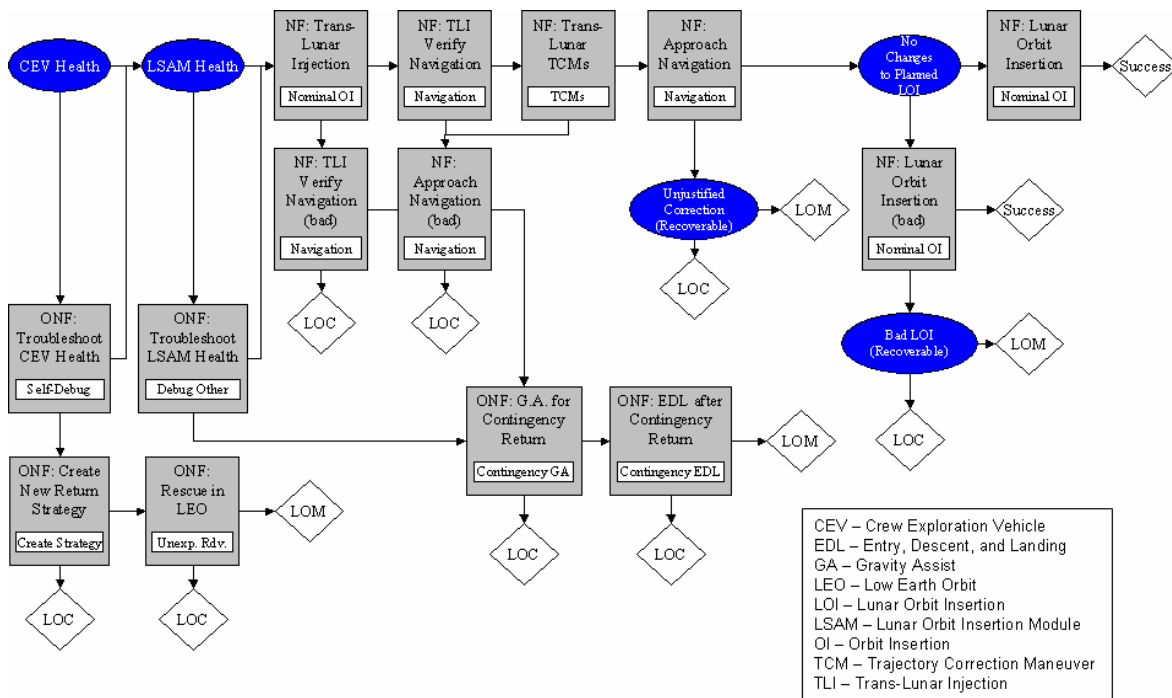 CEV Health
LSAM Health
NF: Trans-
Lunar
Injection
Nominal OI
NF: TLI
Verify
Navigation
Navigation
NF: Trans-
Lunar
TCMs
TCMs
NF:
Approach
Navigation
Navigation
No
Changes
to Planned
LOI
NF: Lunar
Orbit
Insertion
Nominal OI
Success
NF: TLI
Verify
Navigation
(bad)
Navigation
NF:
Approach
Navigation
(bad)
Navigation
Unjustified
Correction
(Recoverable)
LOM
NF: Lunar
Orbit
Insertion
(bad)
Nominal OI
Success
LOC
LOC
LOC
ONF:
Troubleshoot
CEV Health
Self-Debug
ONF:
Troubleshoot
LSAM Health
Debug Other
Bad LOI
(Recoverable)
LOM
ONF: G.A. for
Contingency
Return
Contingency GA
ONF: EDL after
Contingency
Return
Contingency EDL
LOM
LOC
ONF: Create
New Return
Strategy
Create Strategy
ONF:
Rescue in
LEO
Unexp. Rdv.
LOM
LOC
LOC
LOC
LOC
CEV – Crew Exploration Vehicle
EDL – Entry, Descent, and Landing
GA – Gravity Assist
LEO – Low Earth Orbit
LOI – Lunar Orbit Insertion
LSAM – Lunar Orbit Insertion Module
OI – Orbit Insertion
TCM – Trajectory Correction Maneuver
TLI – Trans-Lunar Injection